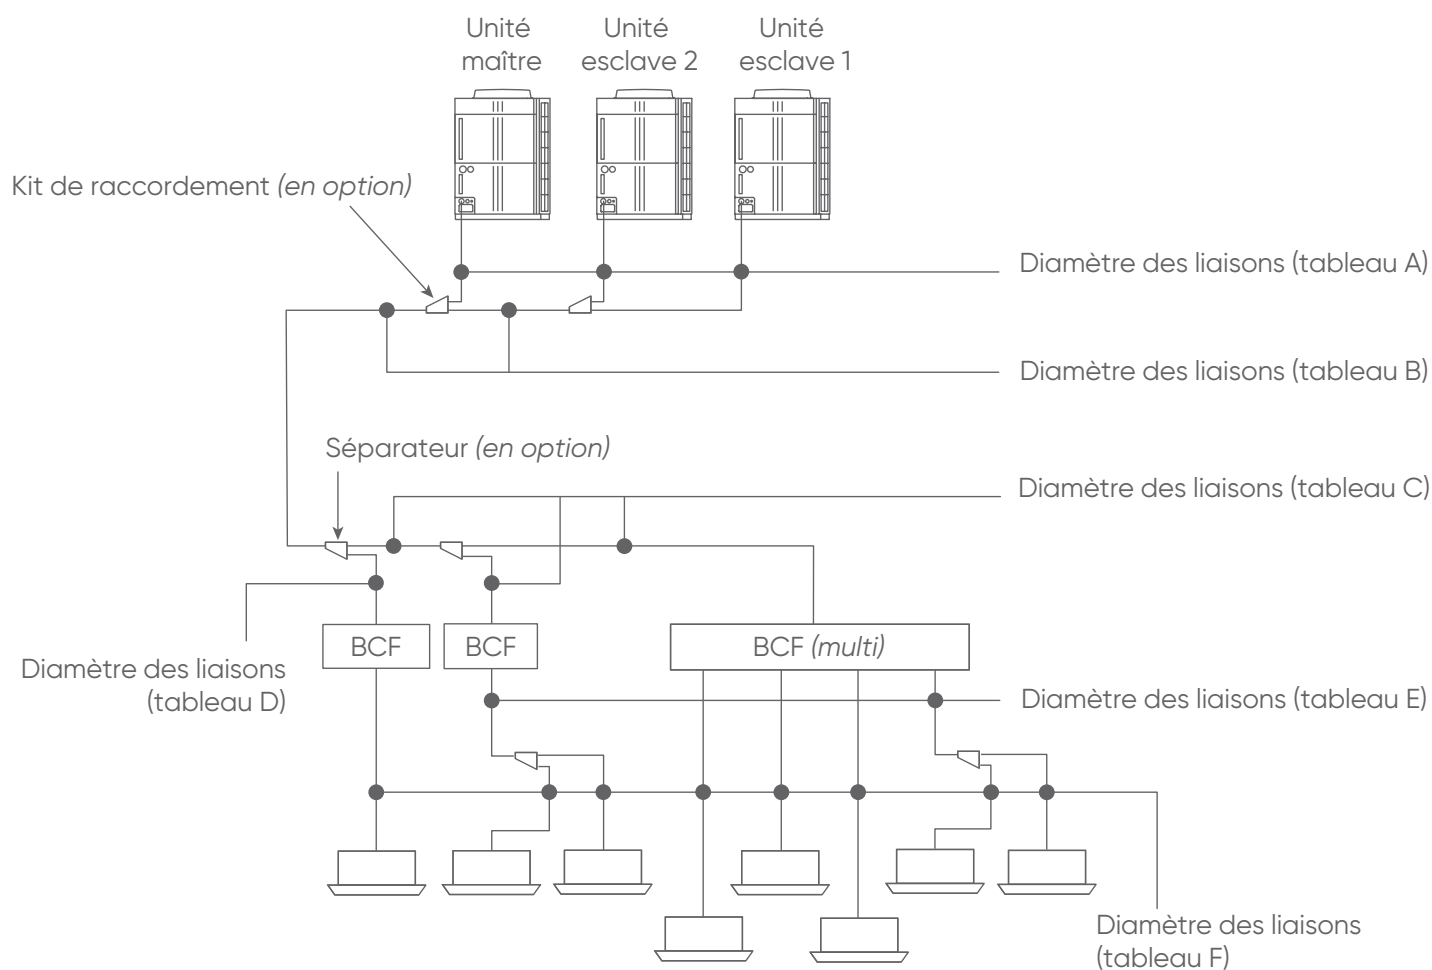 Unité
maître
Unité
esclave 2
Unité
esclave 1
Kit de raccordement (en option)
Diamètre des liaisons (tableau A)
Diamètre des liaisons (tableau B)
Séparateur (en option)
Diamètre des liaisons (tableau C)
BCF
BCF
BCF (multi)
Diamètre des liaisons
(tableau D)
Diamètre des liaisons (tableau E)
Diamètre des liaisons
(tableau F)